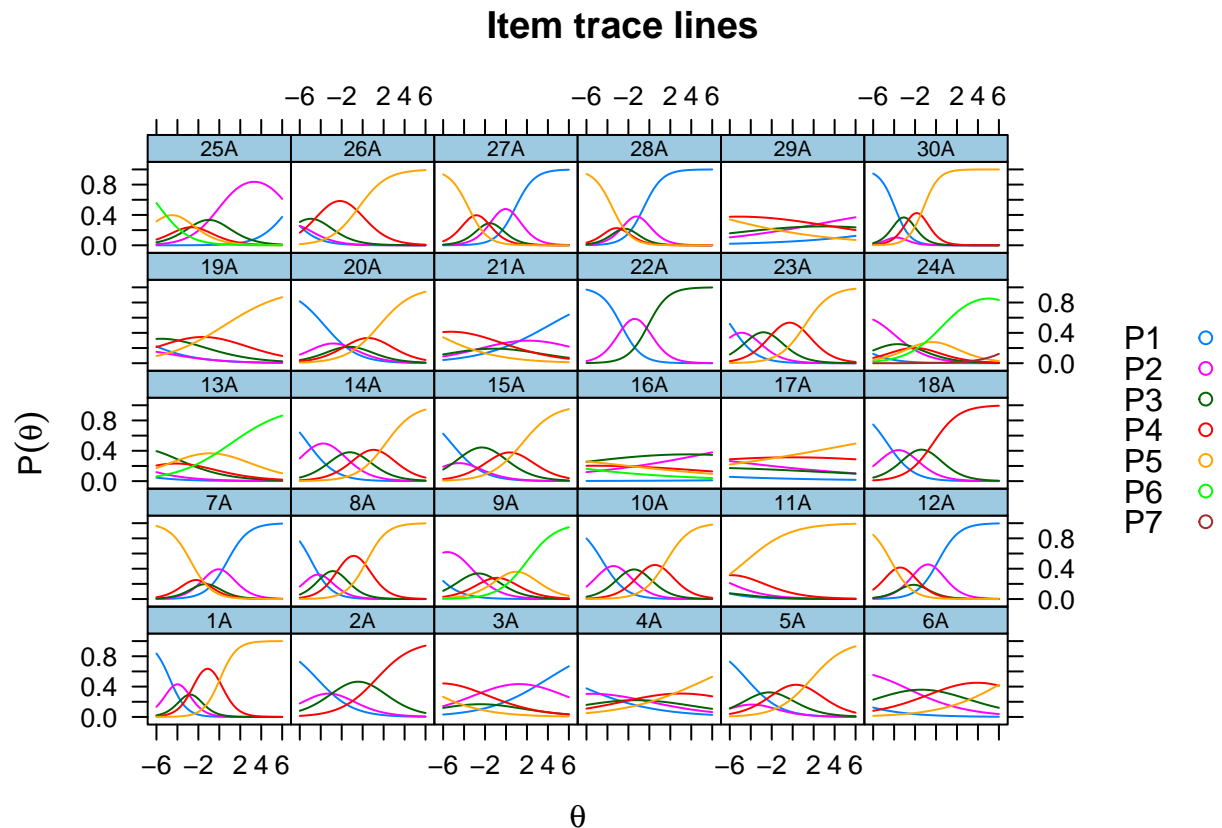 Item trace lines
−6 −2 2 4 6 −6 −2 2 4 6 −6 −2 2 4 6
25A 26A 27A 28A 29A 30A
0.8
0.4
0.0
19A 20A 21A 22A 23A 24A
0.8
0.4
0.0
13A 14A 15A 16A 17A 18A
0.8
0.4
0.0
7A 8A 9A 10A 11A 12A
0.8
0.4
0.0
1A 2A 3A 4A 5A 6A
0.8
0.4
0.0
−6 −2 2 4 6 −6 −2 2 4 6 −6 −2 2 4 6
P(θ)
θ
P1
P2
P3
P4
P5
P6
P7